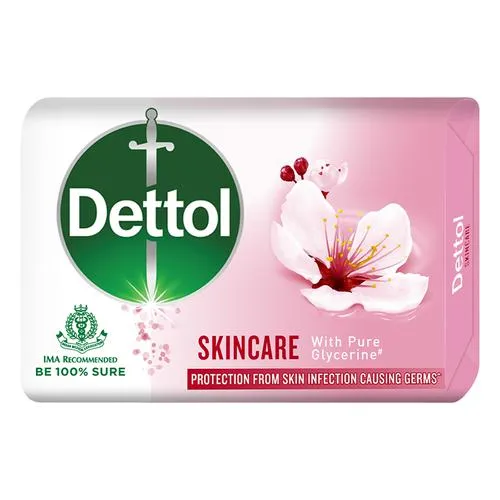 Dettol
IMA RECOMMENDED
BE 100% SURE
SKINCARE
With Pure
Glycerine#
PROTECTION FROM SKIN INFECTION CAUSING GERMS^
Dettol
SKINCARE